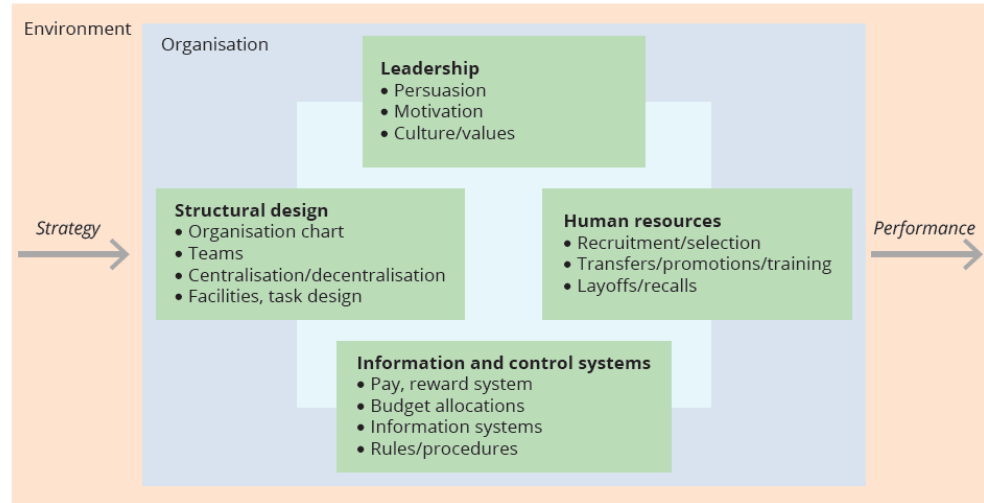 Environment
Organisation
Leadership
• Persuasion
• Motivation
• Culture/values
Strategy
Structural design
• Organisation chart
• Teams
• Centralisation/decentralisation
• Facilities, task design
Human resources
• Recruitment/selection
• Transfers/promotions/training
• Layoffs/recalls
Performance
Information and control systems
• Pay, reward system
• Budget allocations
• Information systems
• Rules/procedures